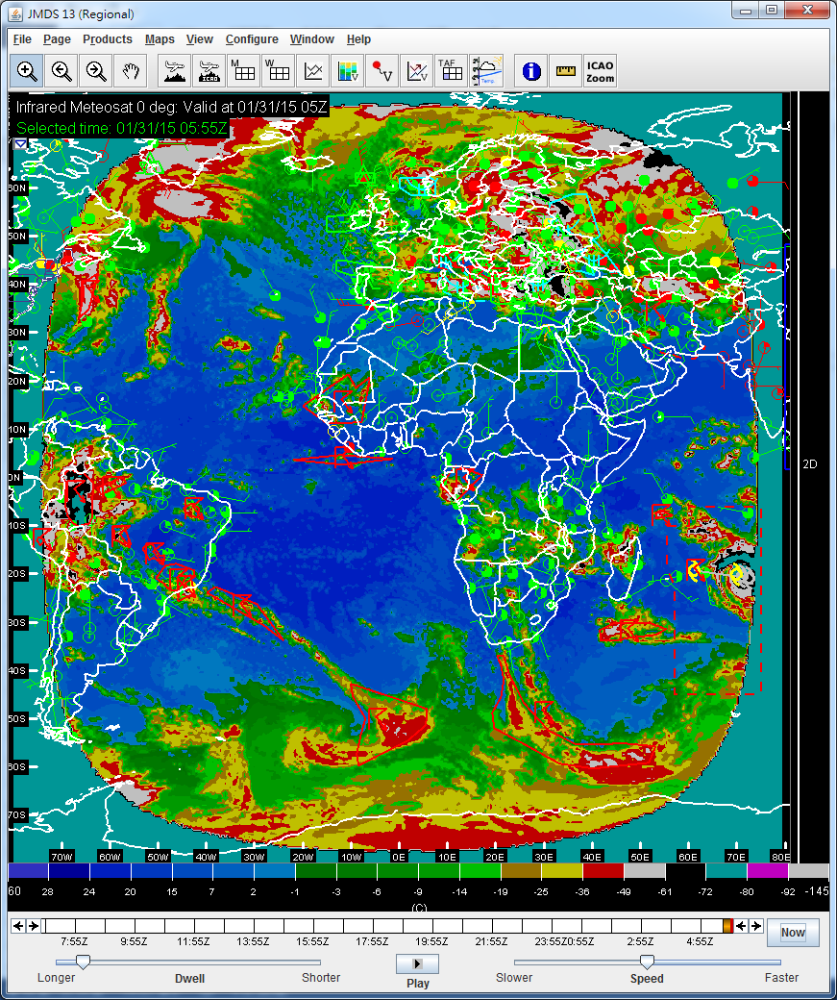 JMDS 13 (Regional)
File Page Products Maps View Configure Window Help
M W TAF Temp. ICAO Zoom
ICAO V V V i
Infrared Meteosat 0 deg: Valid at 01/31/15 05Z
Selected time: 01/31/15 05:55Z
60N
50N
40N
30N
20N
10N
0N
10S
20S
30S
40S
50S
60S
70S
2D
70W 60W 50W 40W 30W 20W 10W 0E 10E 20E 30E 40E 50E 60E 70E 80E
60 28 24 20 15 7 2 -1 -3 -6 -9 -14 -19 -25 -36 -49 -61 -72 -80 -92 -145
(C)
7:55Z 9:55Z 11:55Z 13:55Z 15:55Z 17:55Z 19:55Z 21:55Z 23:55Z 0:55Z 2:55Z 4:55Z
Now
Longer Dwell Shorter Play Slower Speed Faster